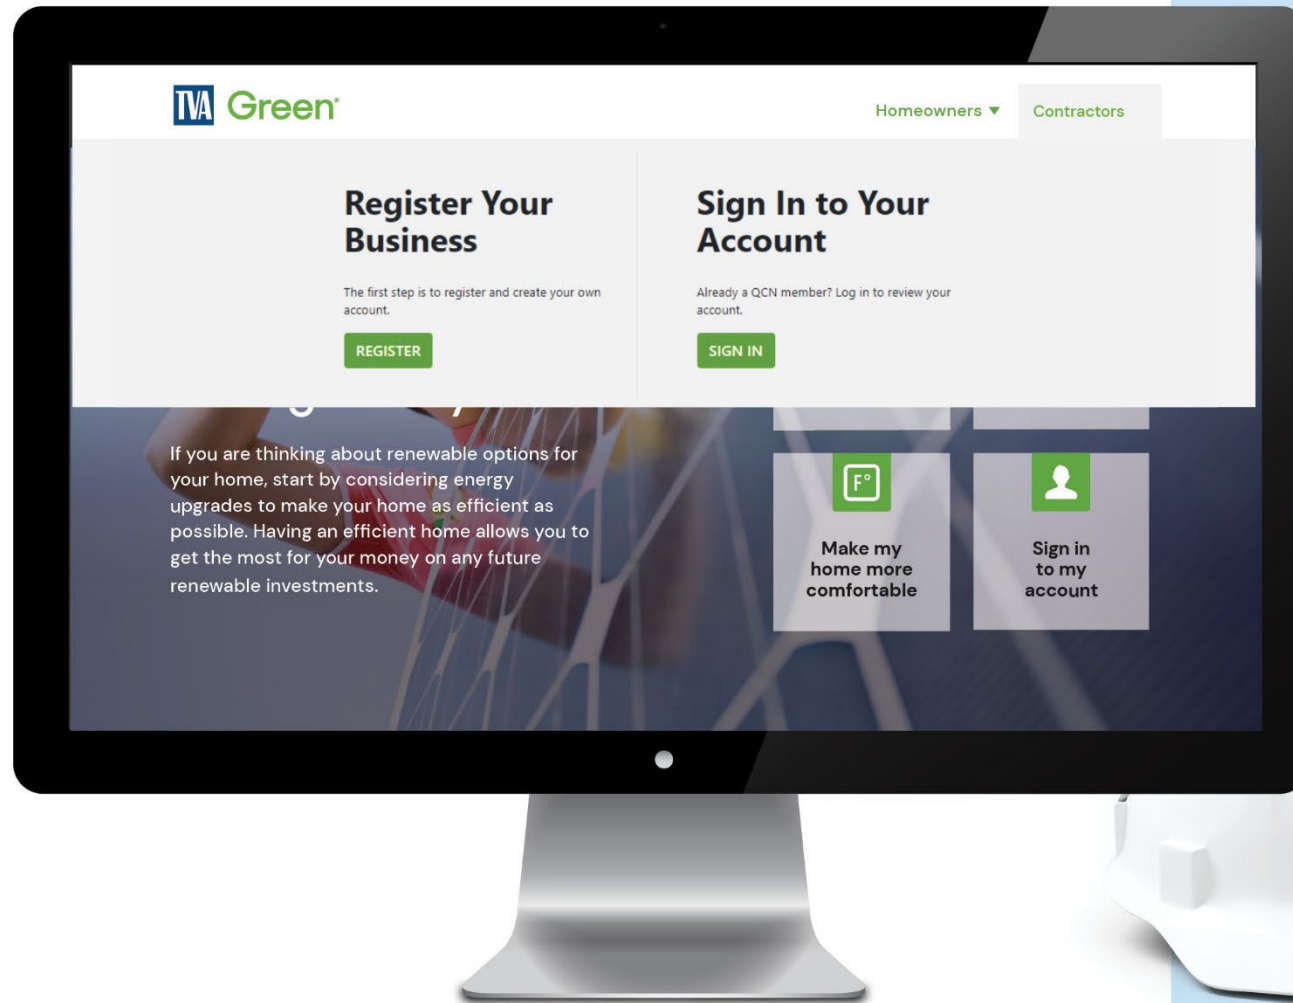 TVA Green®
Homeowners ▼
Contractors
Register Your
Business
The first step is to register and create your own
account.
REGISTER
Sign In to Your
Account
Already a QCN member? Log in to review your
account.
SIGN IN
If you are thinking about renewable options for
your home, start by considering energy
upgrades to make your home as efficient as
possible. Having an efficient home allows you to
get the most for your money on any future
renewable investments.
F°
Make my
home more
comfortable
Sign in
to my
account